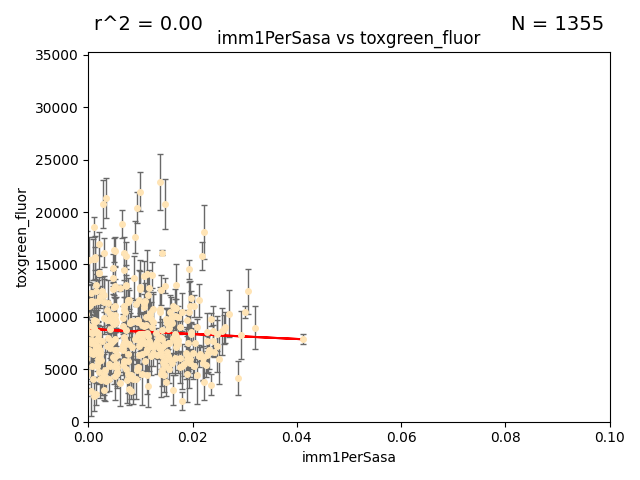 r^2 = 0.00
N = 1355
imm1PerSasa vs toxgreen_fluor
35000
30000
25000
20000
15000
10000
5000
0
toxgreen_fluor
0.00
0.02
0.04
0.06
0.08
0.10
imm1PerSasa